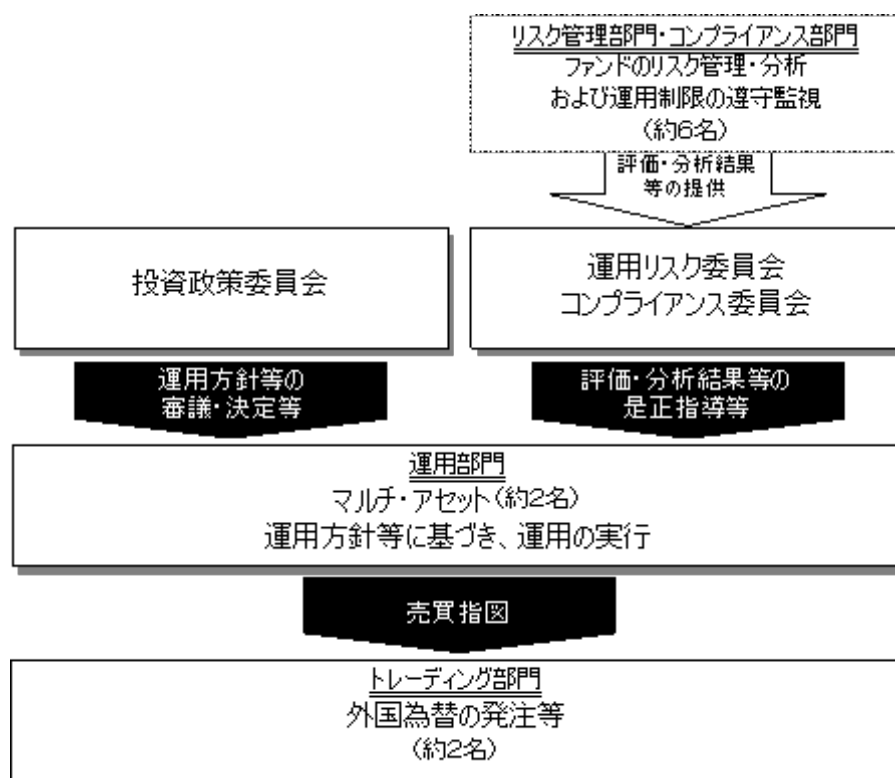 リスク管理部門・コンプライアンス部門
ファンドのリスク管理・分析
および運用制限の遵守監視
(約6名)
評価・分析結果
等の提供
投資政策委員会
運用リスク委員会
コンプライアンス委員会
運用方針等の
審議・決定等
評価・分析結果等の
是正指導等
運用部門
マルチ・アセット(約2名)
運用方針等に基づき、運用の実行
売買指図
トレーディング部門
外国為替の発注等
(約2名)